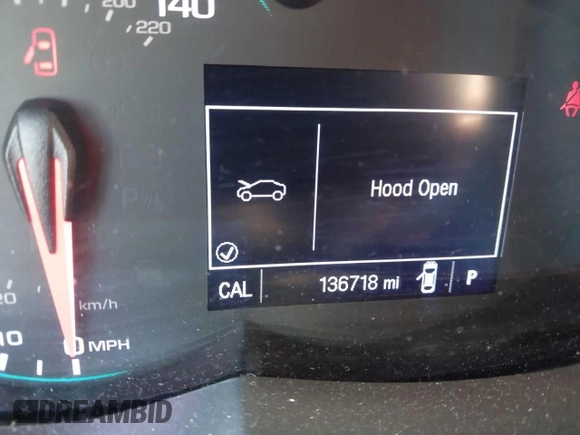 200
140
220
Hood Open
CAL 136718 mi P
20
km/h
10
0 MPH
DREAMBID